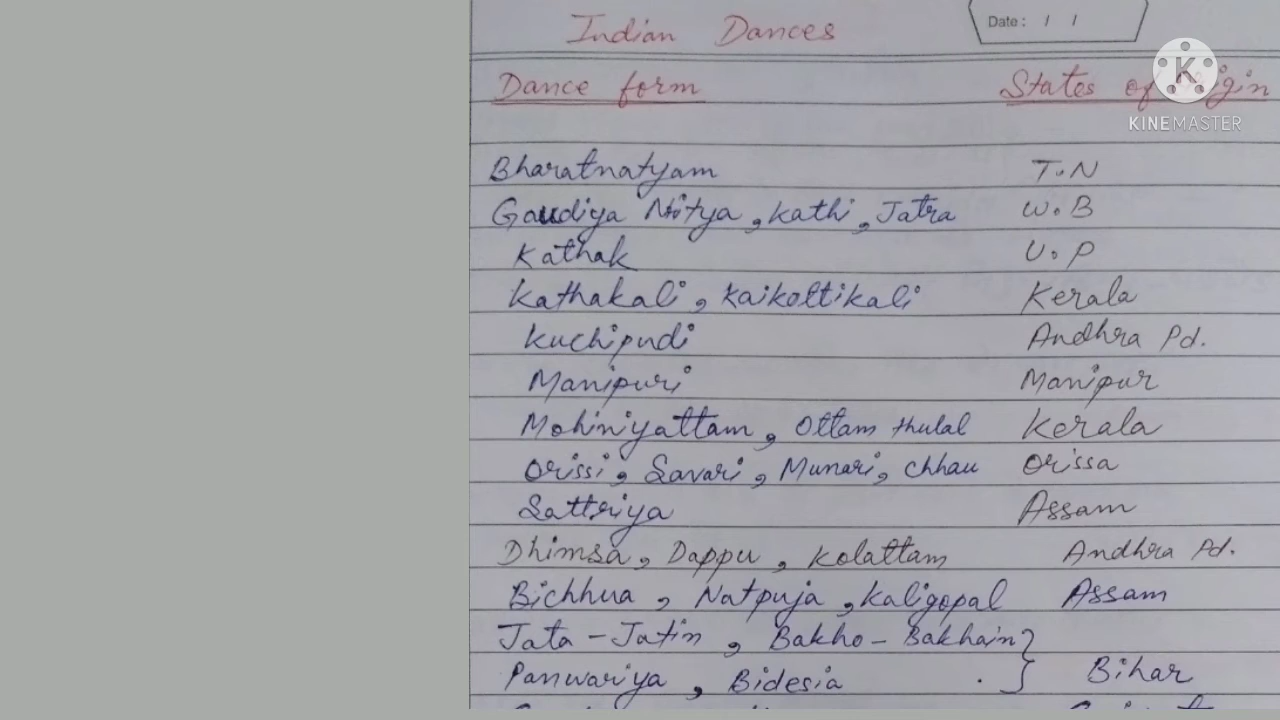 Indian Dances
Date : / /
Dance form States of
KINEMASTER
Bharatnatyam T.N
Gaudiya Nritya, Kathi, Jatra W.B
Kathak U.P
Kathakali, Kaikottikali Kerala
Kuchipudi Andhra Pd.
Manipuri Manipur
Mohiniyattam, Ottam thulal Kerala
Orissi, Savari, Munari, Chhau Orissa
Sattriya Assam
Dhimsa, Dappu, Kolattam Andhra Pd.
Bichhua, Natpuja, Kaligopal Assam
Jata-Jatin, Bakho-Bakhain }
Panwariya, Bidesia } Bihar